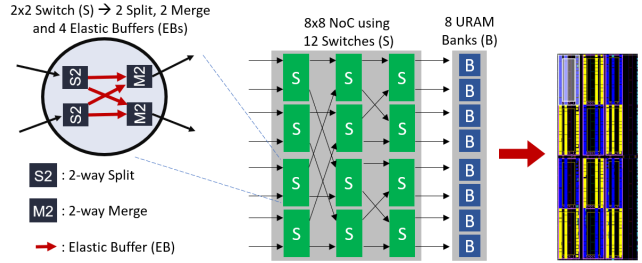 2x2 Switch (S) → 2 Split, 2 Merge
and 4 Elastic Buffers (EBs)
S2
M2
S2
M2
S2 : 2-way Split
M2 : 2-way Merge
: Elastic Buffer (EB)
8x8 NoC using
12 Switches (S)
S S S
S S S
S S S
S S S
8 URAM
Banks (B)
B
B
B
B
B
B
B
B